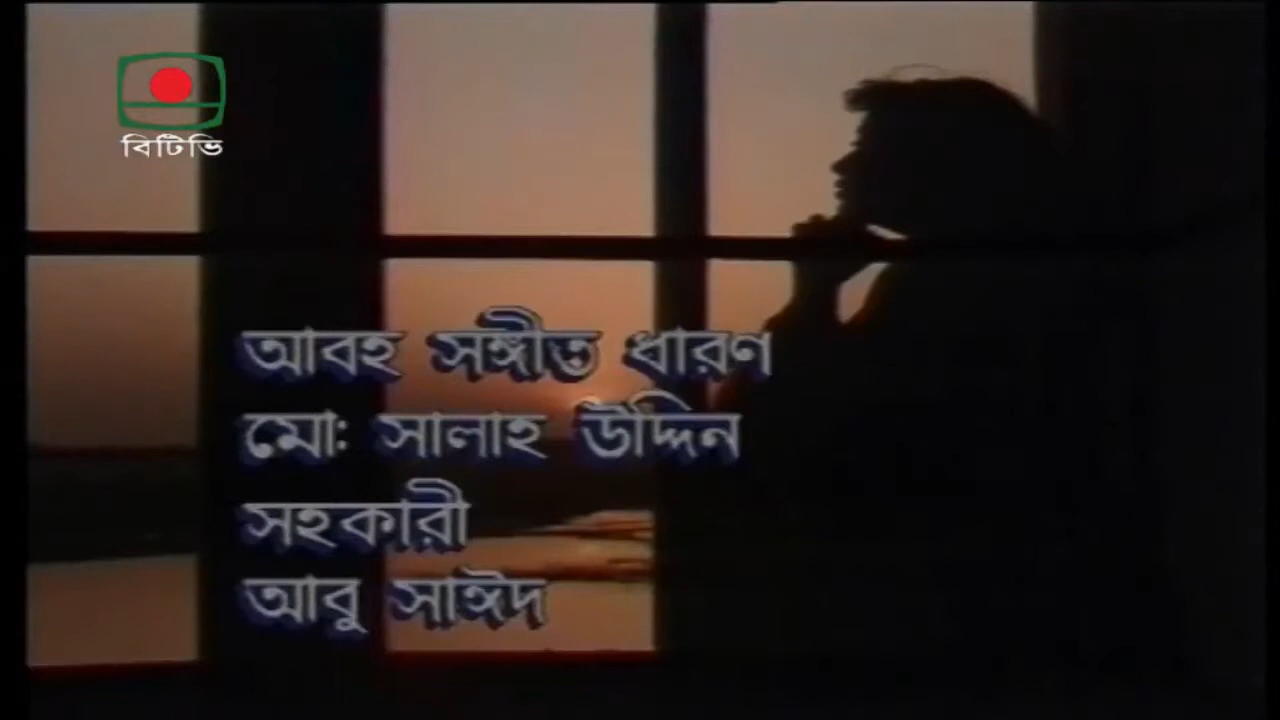 বিটিভি
আবহ সঙ্গীত ধারণ
মোঃ সালাহ উদ্দিন
সহকারী
আবু সাঈদ